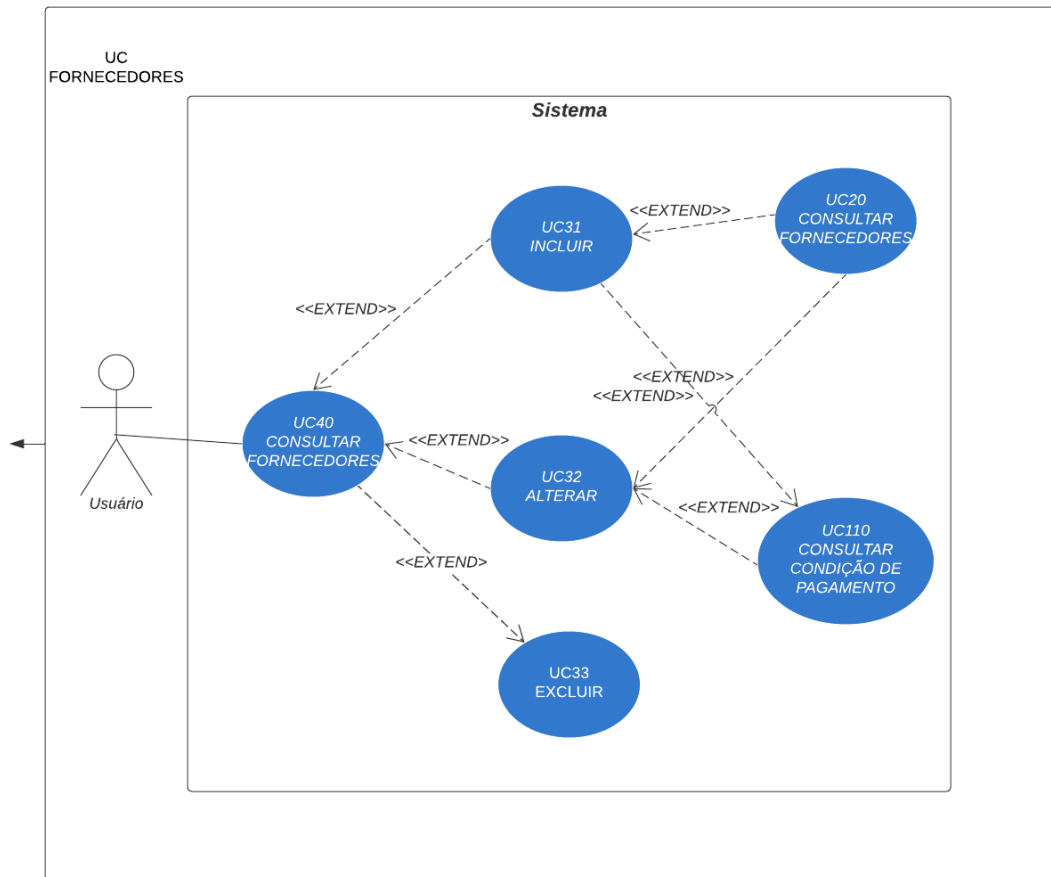 UC
FORNECEDORES
Sistema
UC31
INCLUIR
<<EXTEND>>
UC20
CONSULTAR
FORNECEDORES
<<EXTEND>>
<<EXTEND>>
<<EXTEND>>
UC40
CONSULTAR
FORNECEDORES
<<EXTEND>>
UC32
ALTERAR
<<EXTEND>>
UC110
CONSULTAR
CONDIÇÃO DE
PAGAMENTO
Usuário
<<EXTEND>
UC33
EXCLUIR